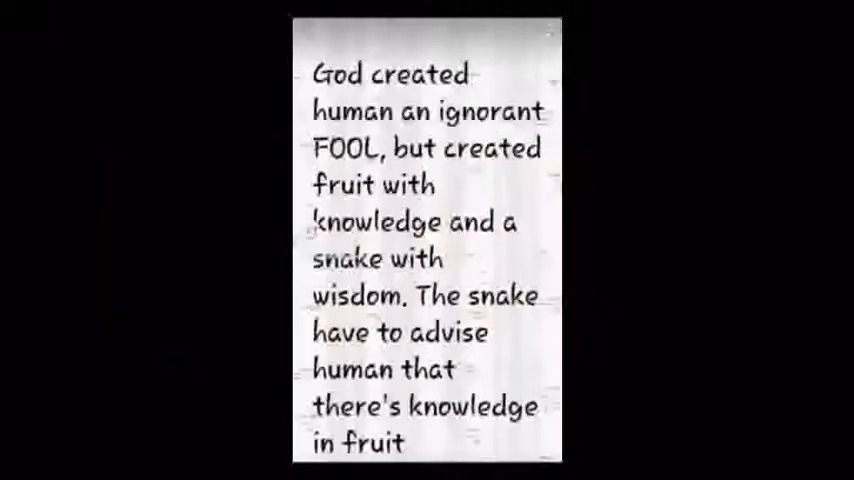 God created
human an ignorant
FOOL, but created
fruit with
knowledge and a
snake with
wisdom. The snake
have to advise
human that
there's knowledge
in fruit